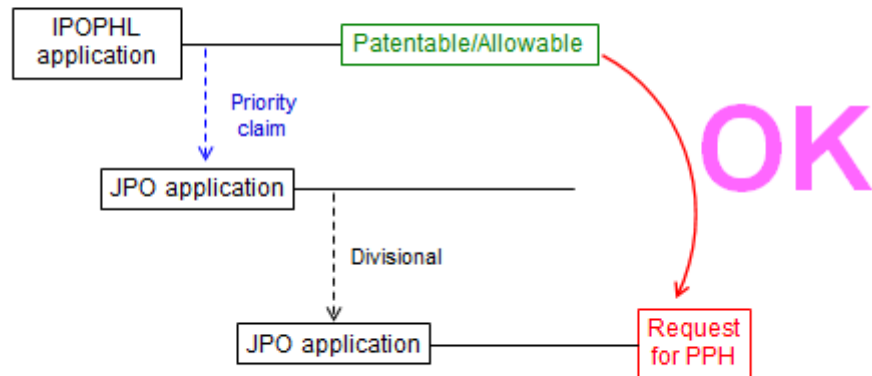 IPOPHL
application
Patentable/Allowable
Priority
claim
OK
JPO application
Divisional
JPO application
Request
for PPH